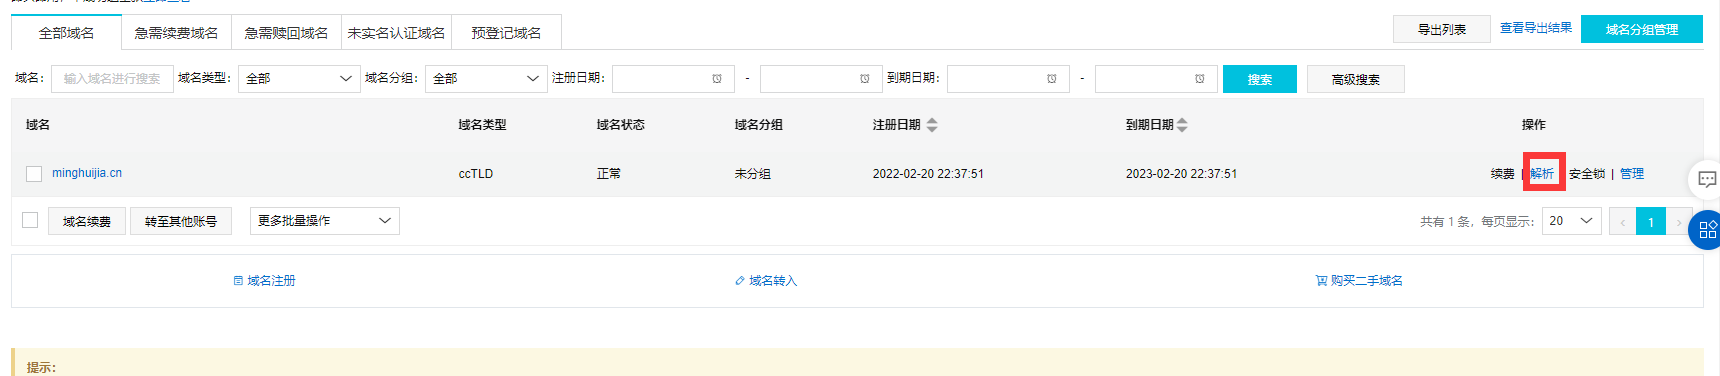 全部域名 急需续费域名 急需赎回域名 未实名认证域名 预登记域名 导出列表 查看导出结果 域名分组管理
域名: 输入域名进行搜索 域名类型: 全部 域名分组: 全部 注册日期: - 到期日期: - 搜索 高级搜索
域名 域名类型 域名状态 域名分组 注册日期 到期日期 操作
minghuijia.cn ccTLD 正常 未分组 2022-02-20 22:37:51 2023-02-20 22:37:51 续费 | 解析 安全锁 | 管理
域名续费 转至其他账号 更多批量操作 共有 1 条, 每页显示: 20 < 1 >
域名注册 域名转入 购买二手域名
提示: